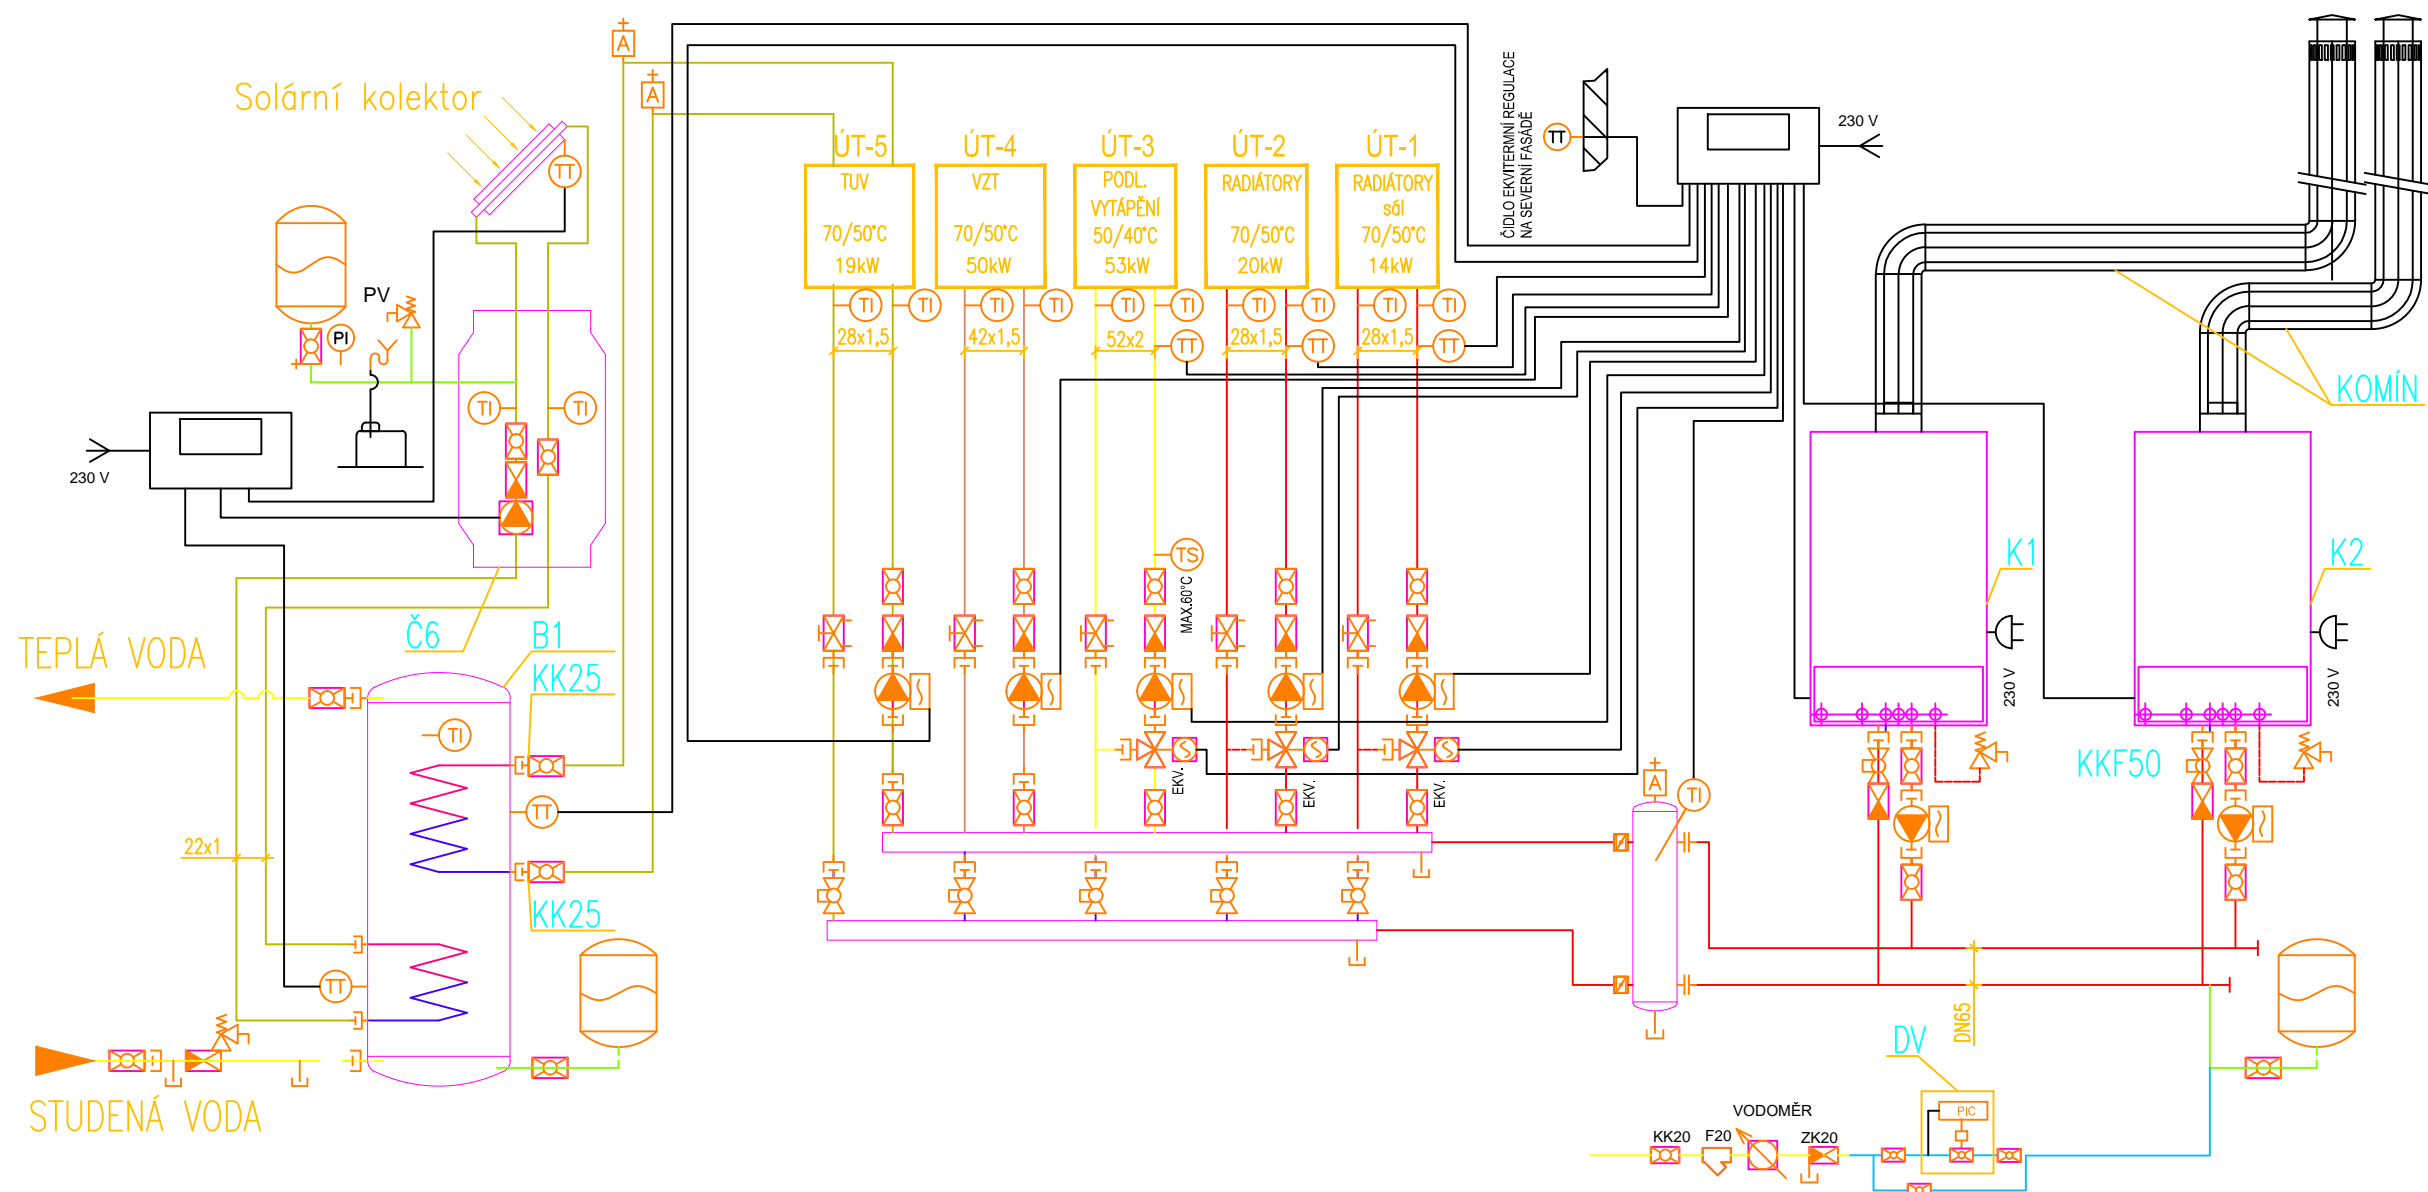 Solární kolektor
A
A
ÚT-5
ÚT-4
ÚT-3
ÚT-2
ÚT-1
TUV
70/50°C
19kW
VZT
70/50°C
50kW
PODL.
VYTÁPĚNÍ
50/40°C
53kW
RADIÁTORY
70/50°C
20kW
RADIÁTORY
sál
70/50°C
14kW
ČIDLO EKVITERMNÍ REGULACE
NA SEVERNÍ FASÁDĚ
TT
230 V
TT
PV
PI
TI
TI
TI
TI
TI
TI
TI
TI
TI
TI
TI
TI
28x1,5
42x1,5
52x2
28x1,5
28x1,5
TT
TT
TT
KOMÍN
230 V
TS
MAX.60°C
K1
K2
230 V
230 V
Č6
B1
KK25
TEPLÁ VODA
TI
TT
EKV.
EKV.
EKV.
A
TI
KKF50
22x1
KK25
TT
DN65
DV
STUDENÁ VODA
VODOMĚR
PIC
KK20
F20
ZK20